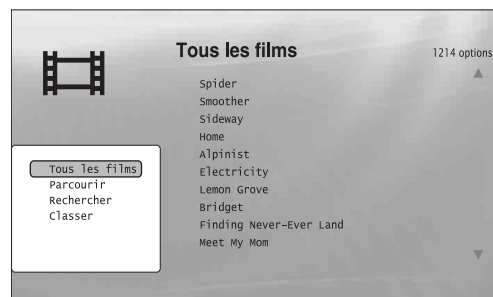 Tous les films
1214 options
Spider
Smoother
Sideway
Home
Alpinist
Electricity
Lemon Grove
Bridget
Finding Never-Ever Land
Meet My Mom
Tous les films
Parcourir
Rechercher
Classer